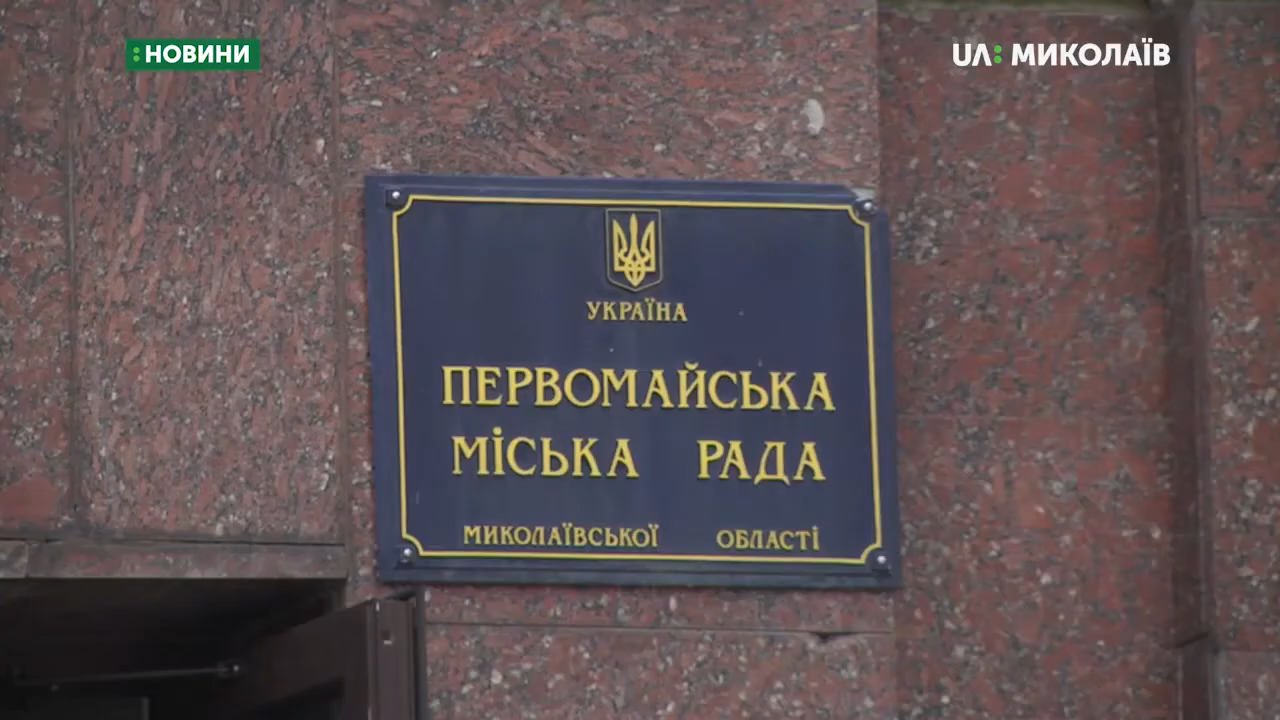 :НОВИНИ
UA: МИКОЛАЇВ
УКРАЇНА
ПЕРВОМАЙСЬКА
МІСЬКА РАДА
МИКОЛАЇВСЬКОЇ ОБЛАСТІ